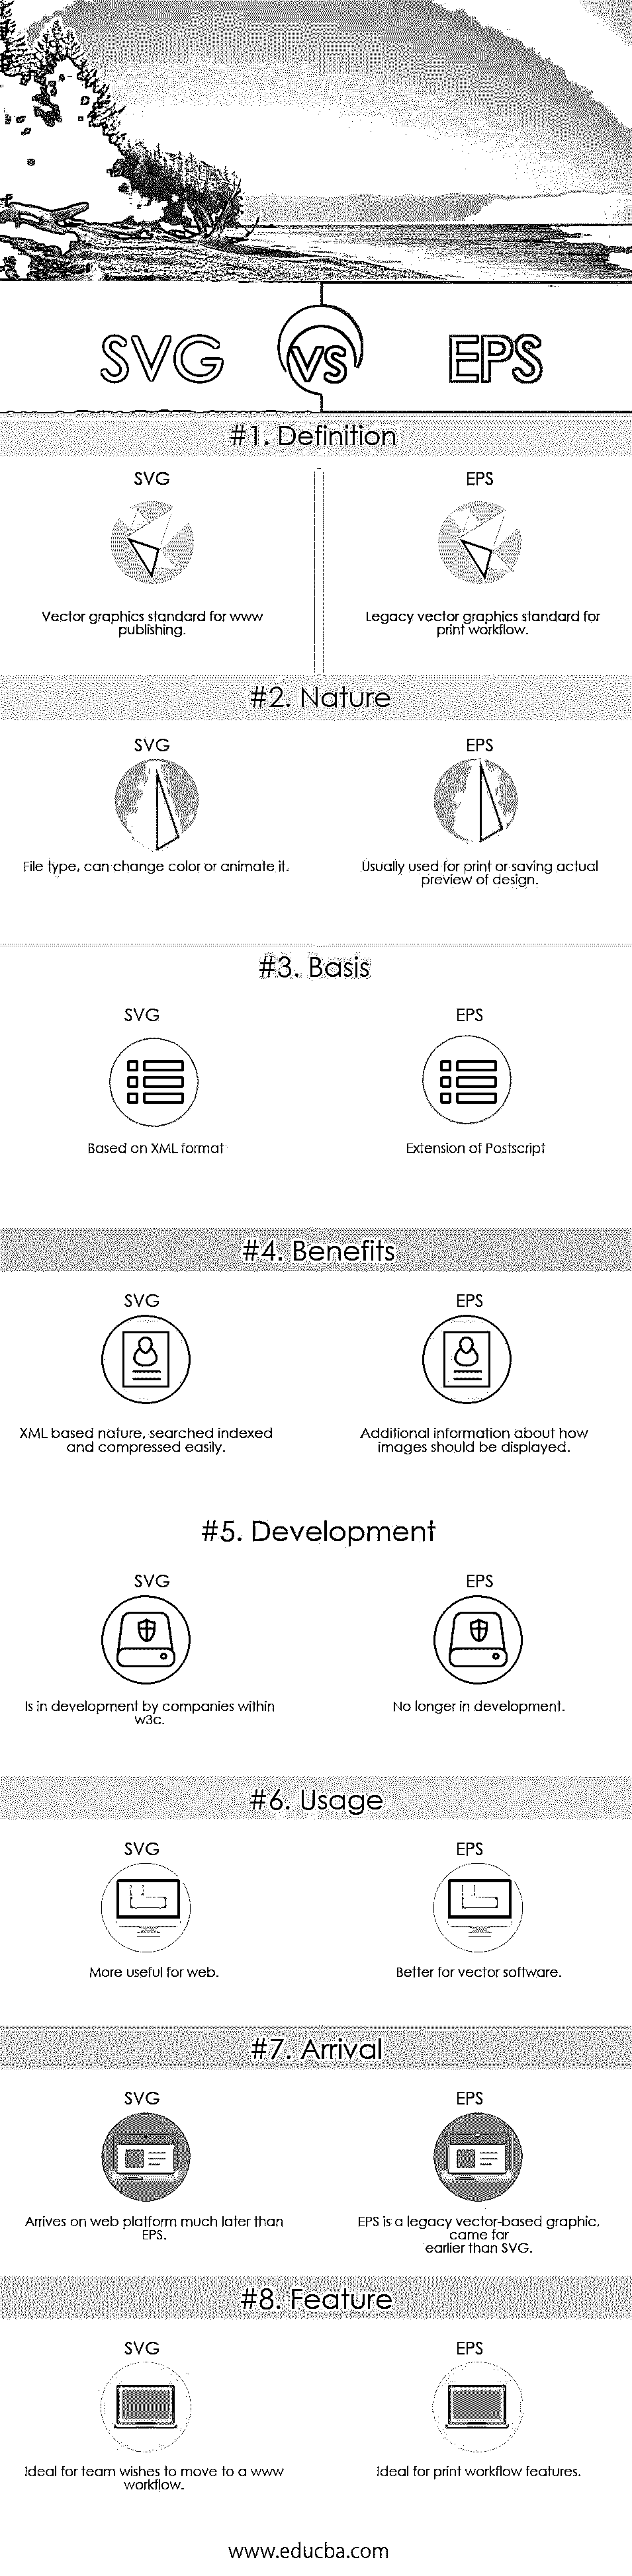 SVG VS EPS
#1. Definition
SVG EPS
Vector graphics standard for www
publishing.
Legacy vector graphics standard for
print workflow.
#2. Nature
SVG EPS
File type, can change color or animate it.
Usually used for print or saving actual
preview of design.
#3. Basis
SVG EPS
Based on XML format
Extension of Postscript
#4. Benefits
SVG EPS
XML based nature, searched indexed
and compressed easily.
Additional information about how
images should be displayed.
#5. Development
SVG EPS
Is in development by companies within
w3c.
No longer in development.
#6. Usage
SVG EPS
More useful for web.
Better for vector software.
#7. Arrival
SVG EPS
Arrives on web platform much later than
EPS.
EPS is a legacy vector-based graphic,
came far
earlier than SVG.
#8. Feature
SVG EPS
Ideal for team wishes to move to a www
workflow.
Ideal for print workflow features.
www.educba.com